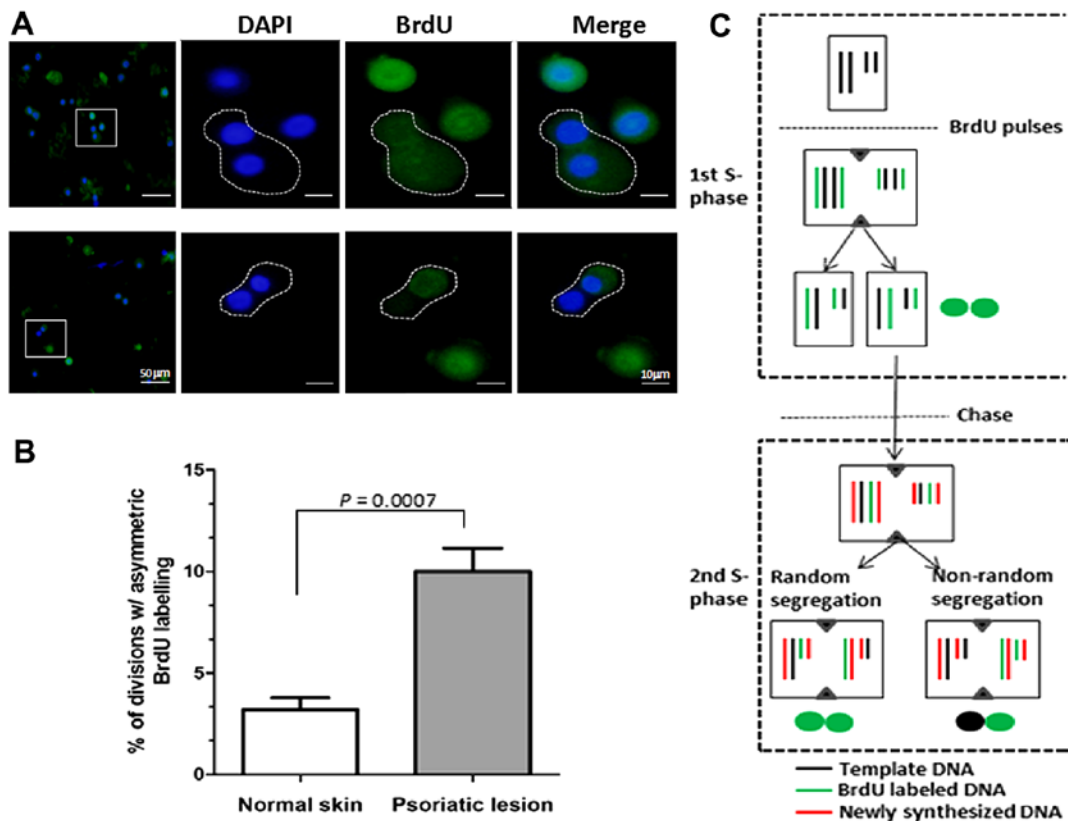 A
DAPI
BrdU
Merge
50 µm
10µm
B
% of divisions w/ asymmetric
BrdU labelling
15
10
5
0
P = 0.0007
Normal skin
Psoriatic lesion
C
BrdU pulses
1st S-
phase
Chase
2nd S-
phase
Random
segregation
Non-random
segregation
Template DNA
BrdU labeled DNA
Newly synthesized DNA